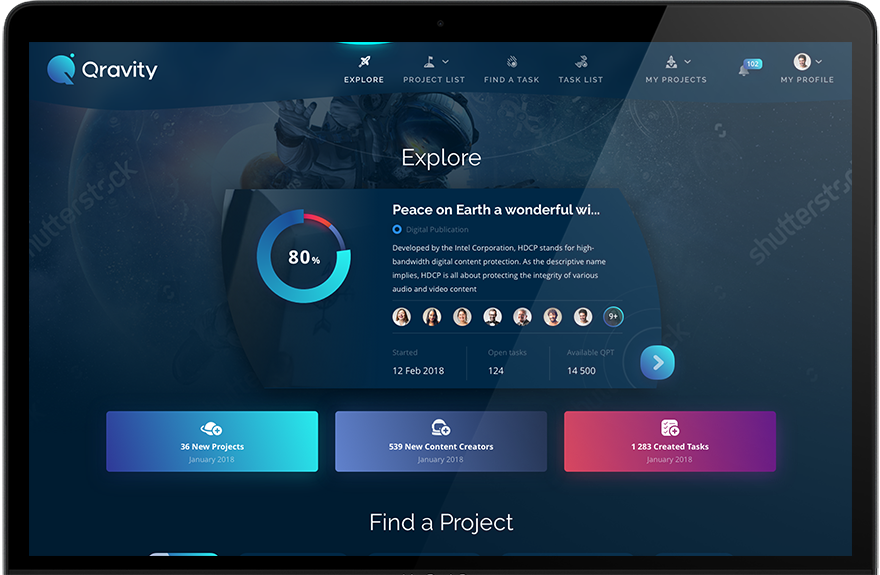 Qravity
EXPLORE
PROJECT LIST
FIND A TASK
TASK LIST
MY PROJECTS
102
MY PROFILE
shutterstock
shutterstock
Explore
80%
Peace on Earth a wonderful wi...
Digital Publication
Developed by the Intel Corporation, HDCP stands for high-
bandwidth digital content protection. As the descriptive name
implies, HDCP is all about protecting the integrity of various
audio and video content
9+
Started
Open tasks
Available QPT
12 Feb 2018
124
14 500
36 New Projects
January 2018
539 New Content Creators
January 2018
1 283 Created Tasks
January 2018
Find a Project